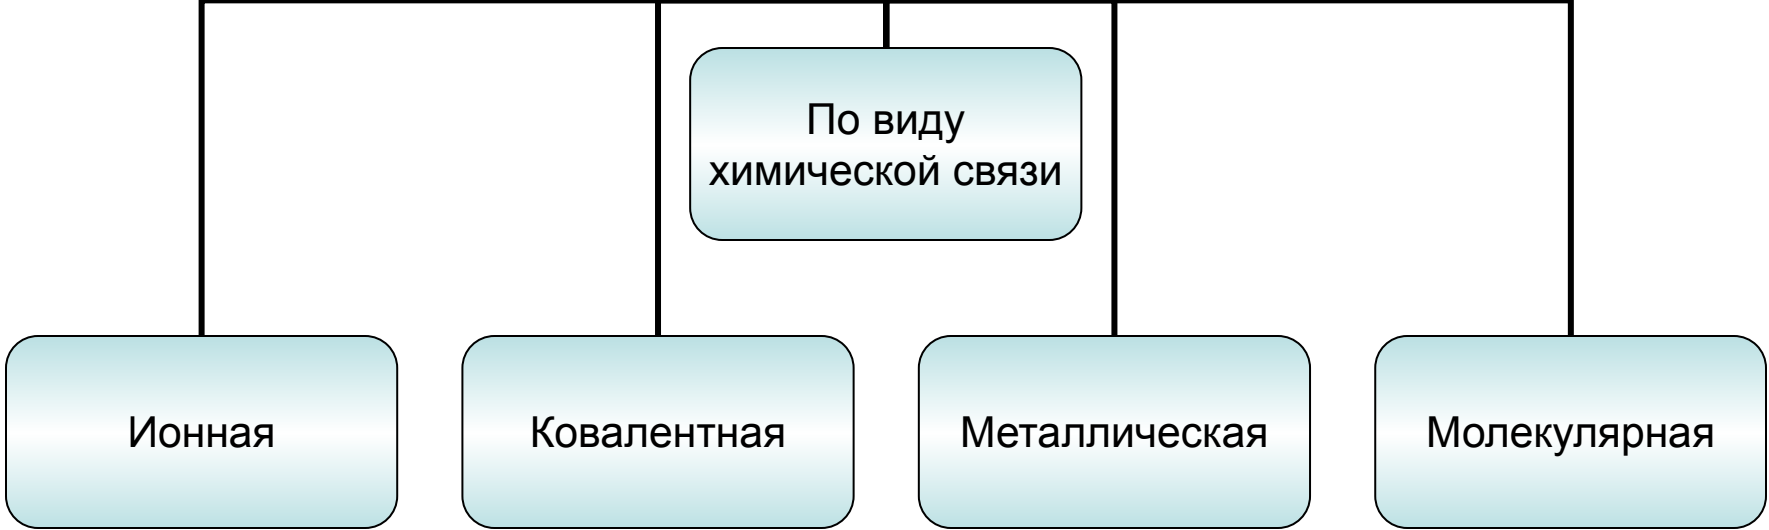 По виду
химической связи
Ионная
Ковалентная
Металлическая
Молекулярная